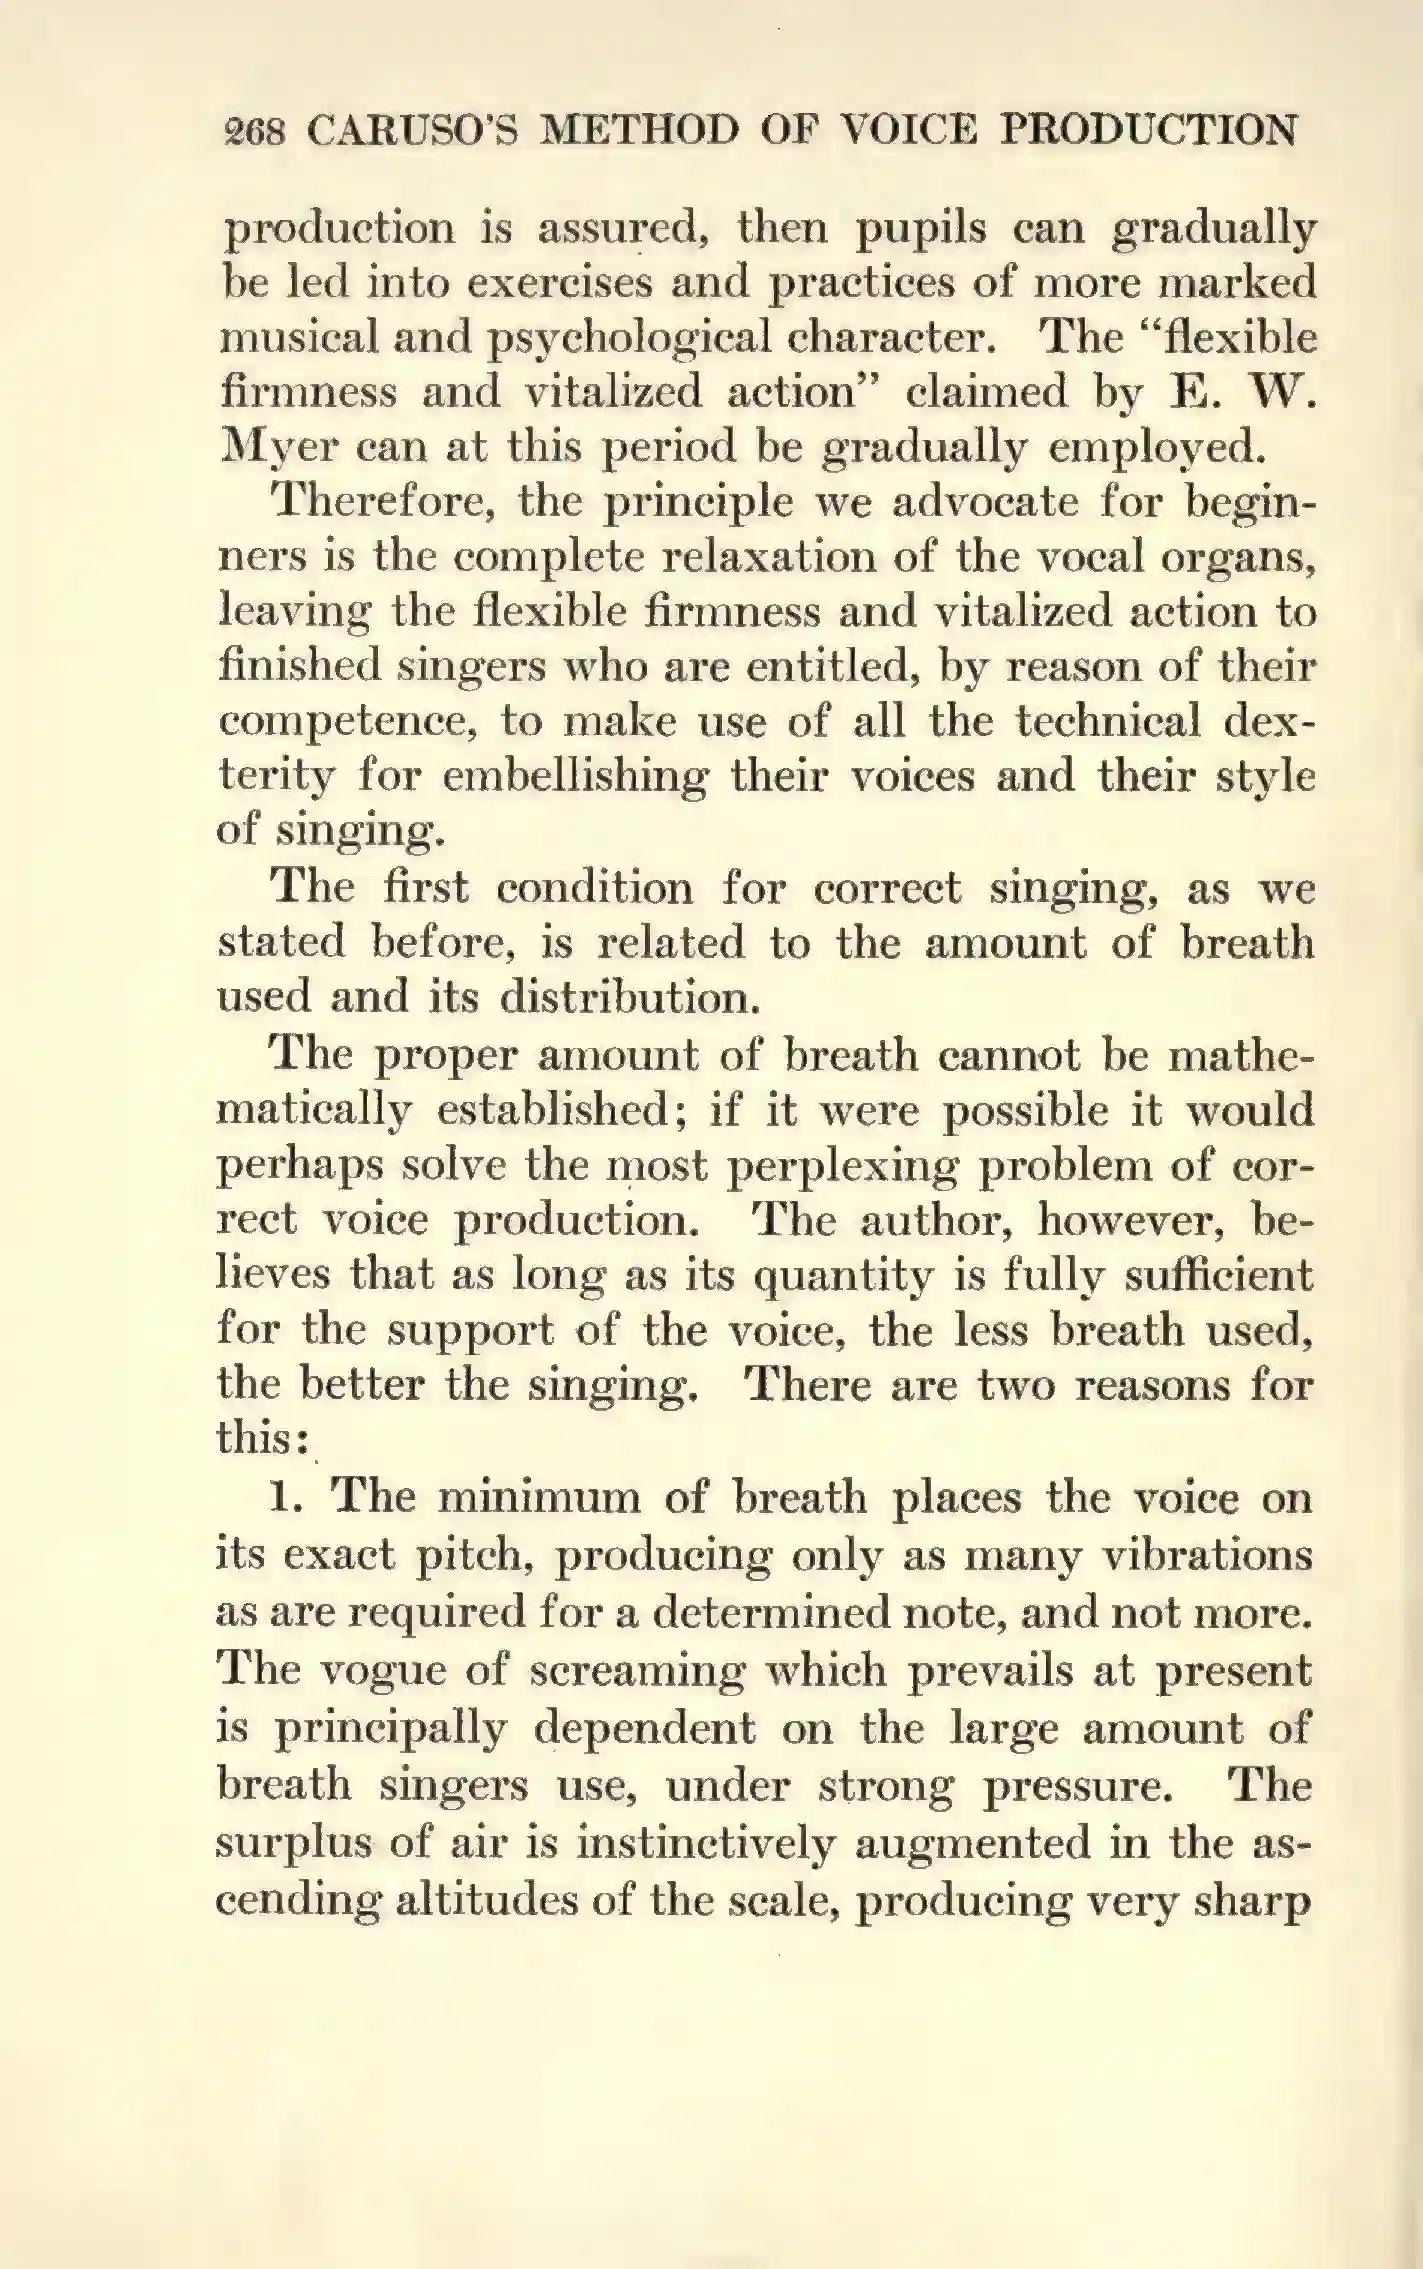 268 CARUSO'S METHOD OF VOICE PRODUCTION
production is assured, then pupils can gradually
be led into exercises and practices of more marked
musical and psychological character. The “flexible
firmness and vitalized action” claimed by E. W.
Myer can at this period be gradually employed.
Therefore, the principle we advocate for begin-
ners is the complete relaxation of the vocal organs,
leaving the flexible firmness and vitalized action to
finished singers who are entitled, by reason of their
competence, to make use of all the technical dex-
terity for embellishing their voices and their style
of singing.
The first condition for correct singing, as we
stated before, is related to the amount of breath
used and its distribution.
The proper amount of breath cannot be mathe-
matically established; if it were possible it would
perhaps solve the most perplexing problem of cor-
rect voice production. The author, however, be-
lieves that as long as its quantity is fully sufficient
for the support of the voice, the less breath used,
the better the singing. There are two reasons for
this:
1. The minimum of breath places the voice on
its exact pitch, producing only as many vibrations
as are required for a determined note, and not more.
The vogue of screaming which prevails at present
is principally dependent on the large amount of
breath singers use, under strong pressure. The
surplus of air is instinctively augmented in the as-
cending altitudes of the scale, producing very sharp